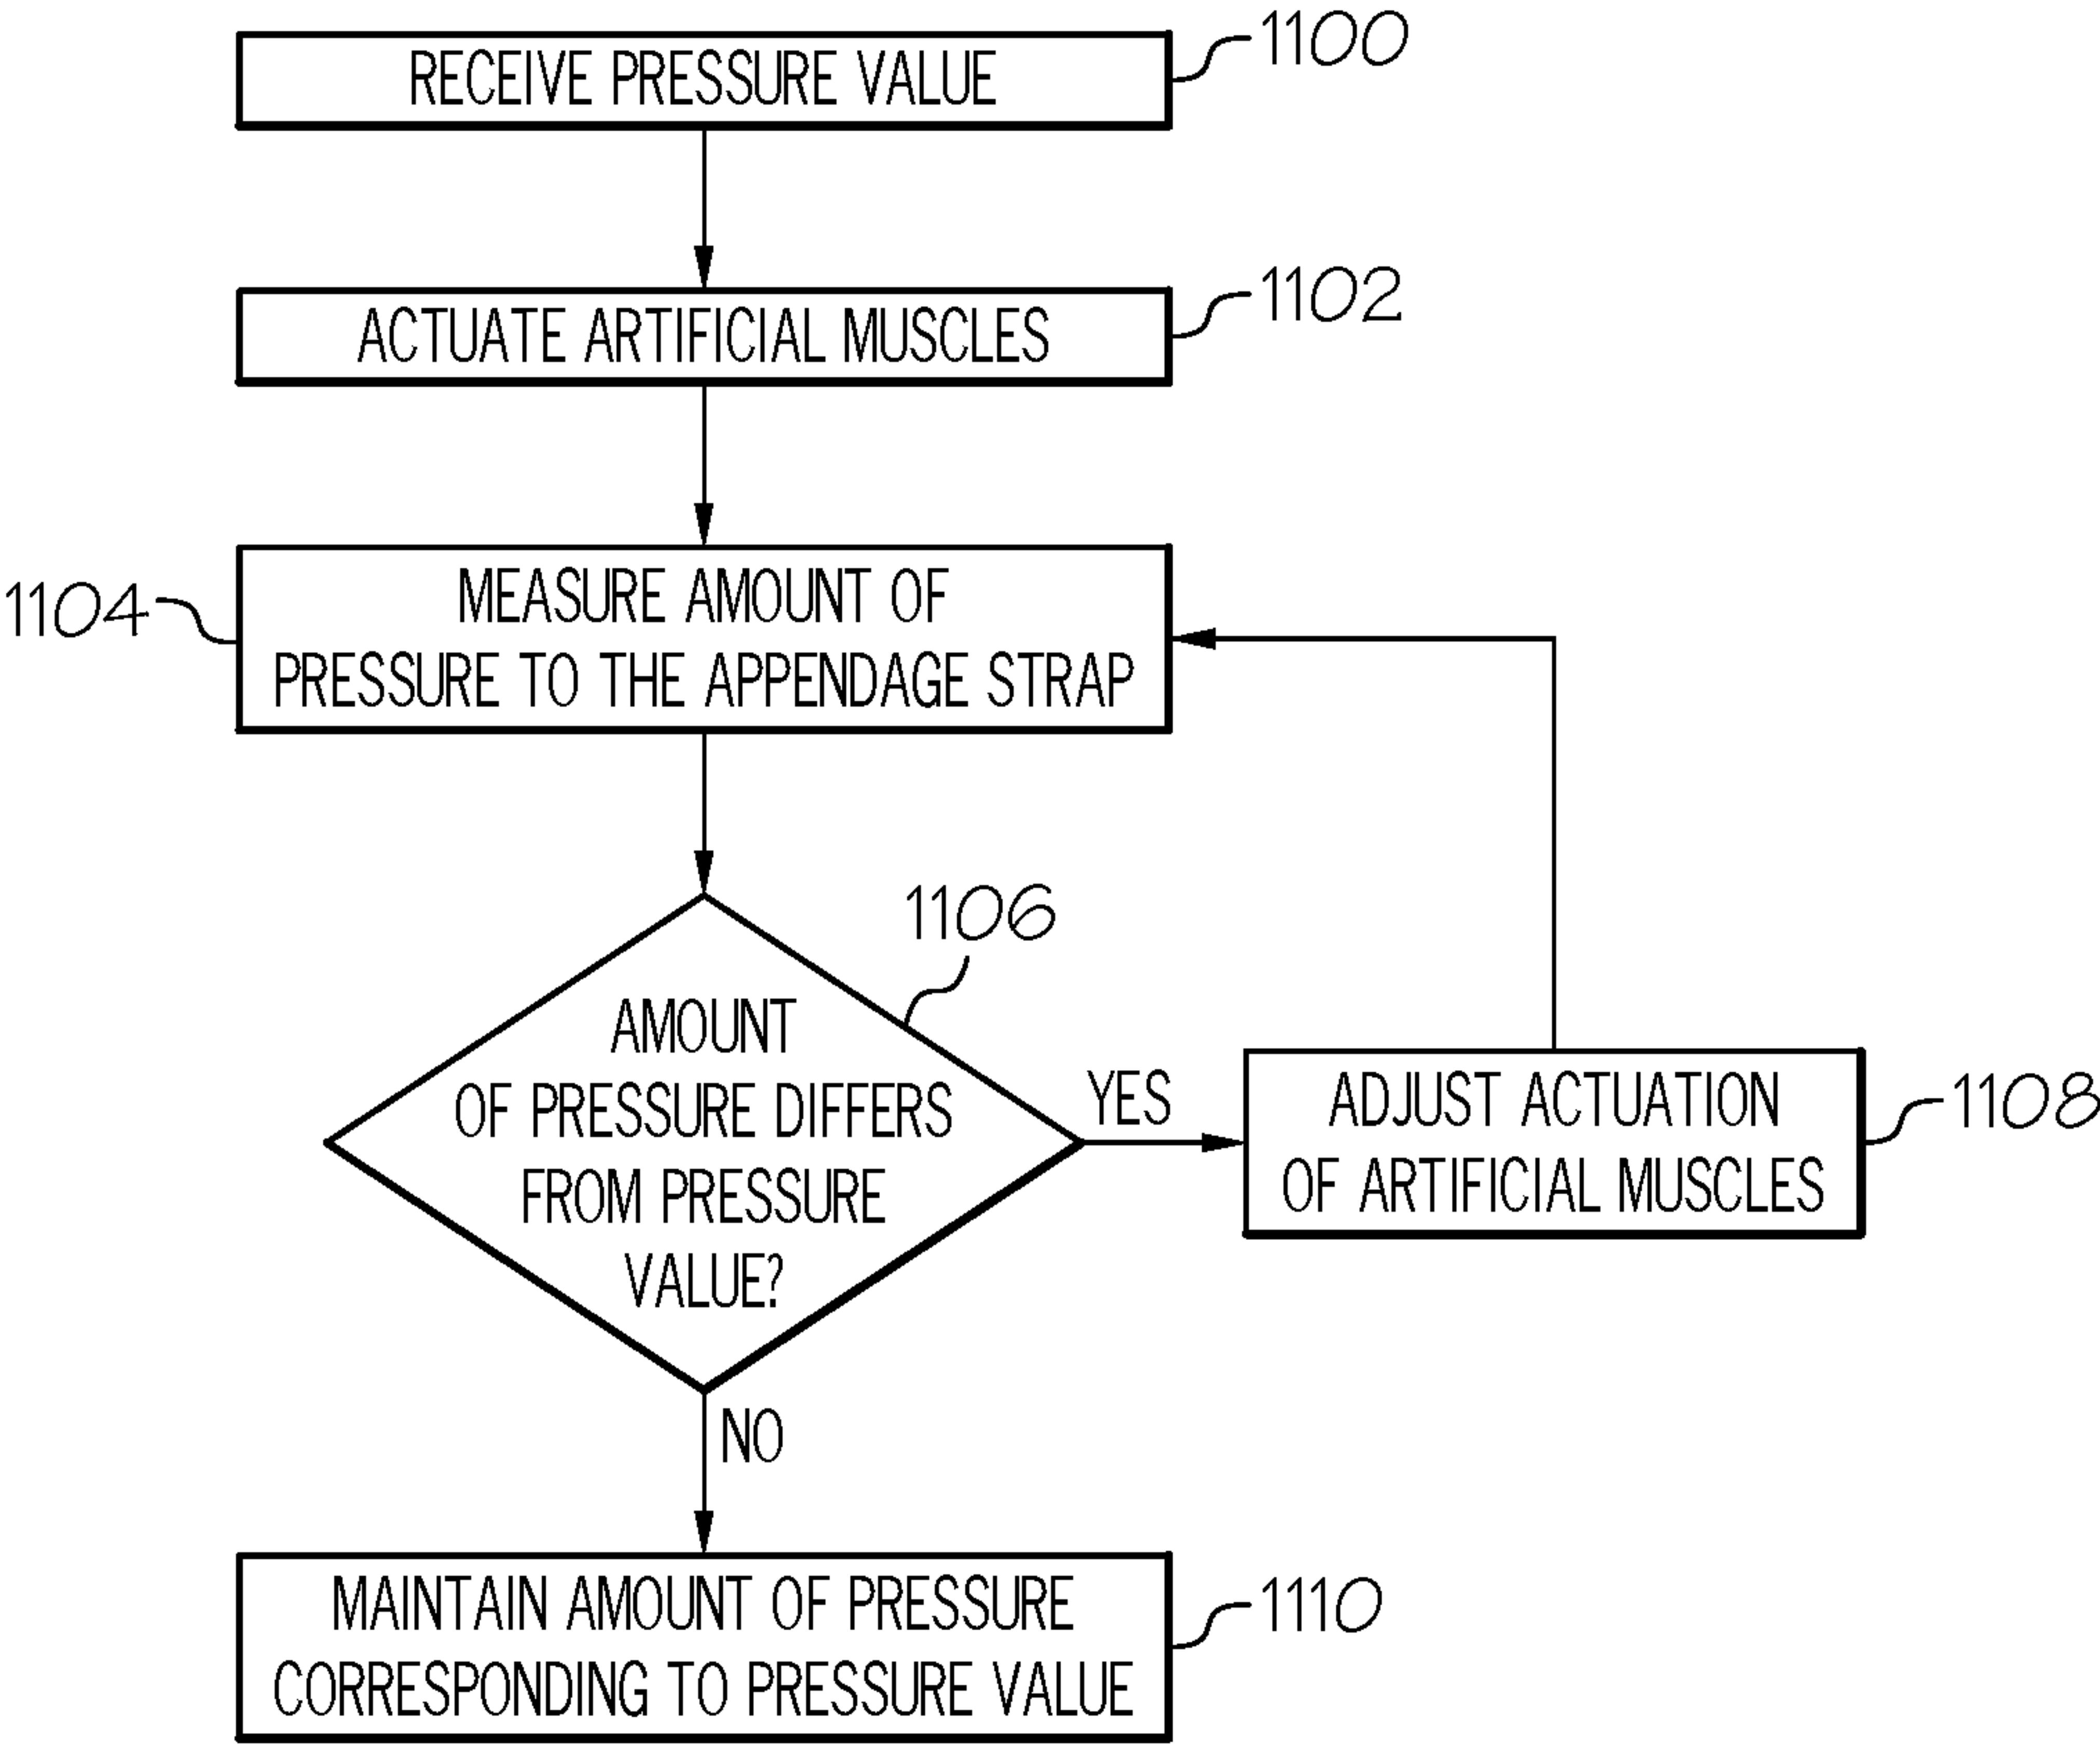 RECEIVE PRESSURE VALUE
1100
ACTUATE ARTIFICIAL MUSCLES
1102
1104
MEASURE AMOUNT OF
PRESSURE TO THE APPENDAGE STRAP
1106
AMOUNT
OF PRESSURE DIFFERS
FROM PRESSURE
VALUE?
YES
ADJUST ACTUATION
OF ARTIFICIAL MUSCLES
1108
NO
MAINTAIN AMOUNT OF PRESSURE
CORRESPONDING TO PRESSURE VALUE
1110